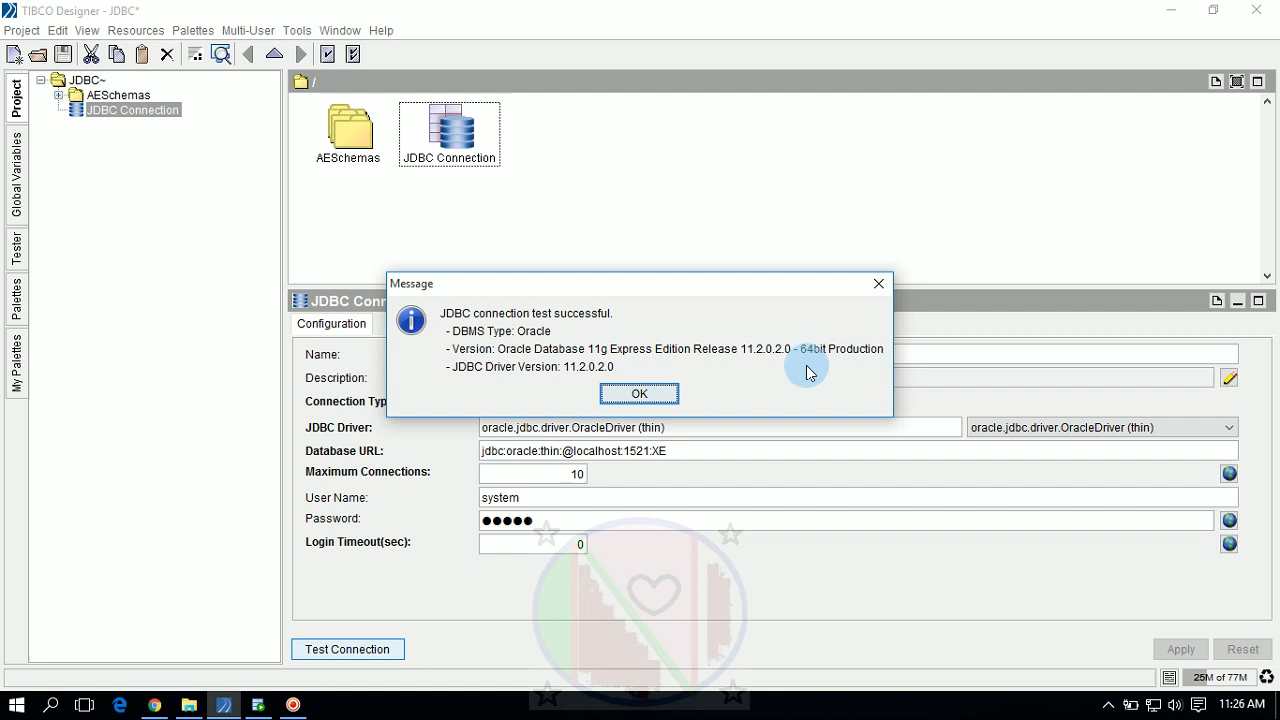 TIBCO Designer - JDBC*
Project Edit View Resources Palettes Multi-User Tools Window Help
Project
Global Variables
Tester
Palettes
My Palettes
JDBC~
AESchemas
JDBC Connection
/
AESchemas
JDBC Connection
JDBC Conn
Configuration
Message
JDBC connection test successful.
- DBMS Type: Oracle
- Version: Oracle Database 11g Express Edition Release 11.2.0.2.0 - 64bit Production
- JDBC Driver Version: 11.2.0.2.0
OK
Name:
Description:
Connection Typ
JDBC Driver: oracle.jdbc.driver.OracleDriver (thin) oracle.jdbc.driver.OracleDriver (thin)
Database URL: jdbc:oracle:thin:@localhost:1521:XE
Maximum Connections: 10
User Name: system
Password: ●●●●●
Login Timeout(sec): 0
Test Connection
Apply Reset
25M of 77M
11:26 AM